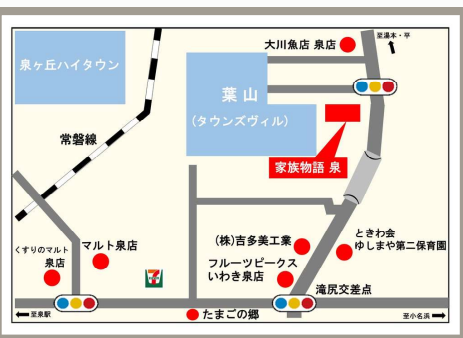 大川魚店 泉店
至湯本・平
泉ヶ丘ハイタウン
葉山
(タウンズヴィル)
常磐線
家族物語 泉
くすりのマルト
泉店
マルト泉店
(株)吉多美工業
フルーツピークス
いわき泉店
ときわ会
ゆしまや第二保育園
滝尻交差点
至泉駅
たまごの郷
至小名浜
7